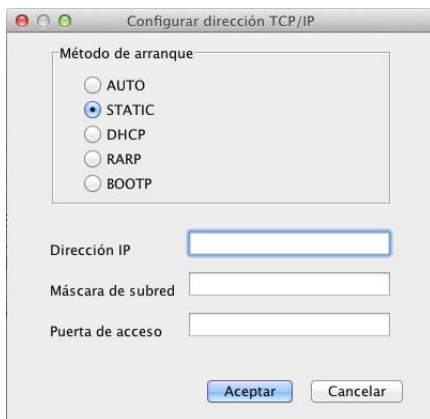 Configurar dirección TCP/IP
Método de arranque
AUTO
STATIC
DHCP
RARP
BOOTP
Dirección IP
Máscara de subred
Puerta de acceso
Aceptar
Cancelar